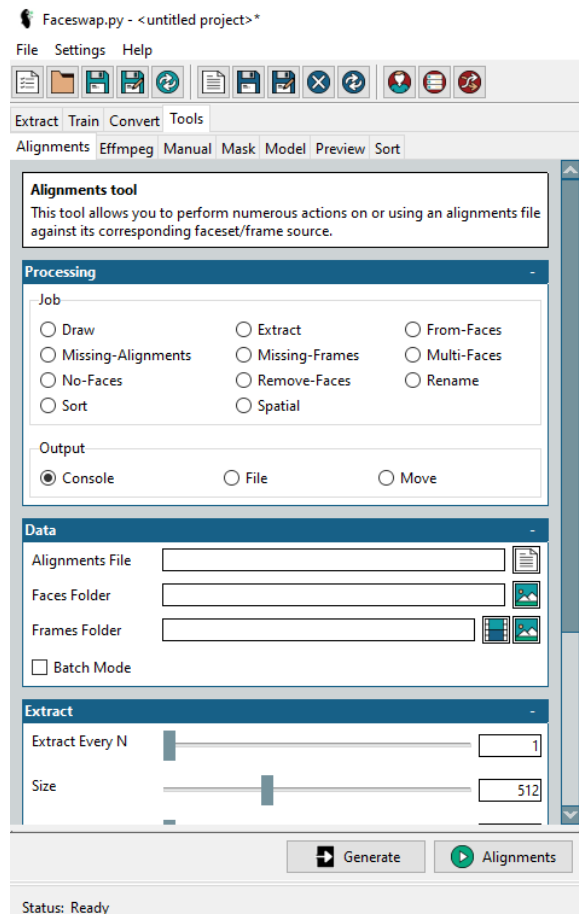 Faceswap.py - <untitled project>*
File Settings Help
Extract Train Convert Tools
Alignments Effmpeg Manual Mask Model Preview Sort
Alignments tool
This tool allows you to perform numerous actions on or using an alignments file
against its corresponding faceset/frame source.
Processing -
Job
Draw Extract From-Faces
Missing-Alignments Missing-Frames Multi-Faces
No-Faces Remove-Faces Rename
Sort Spatial
Output
Console File Move
Data -
Alignments File
Faces Folder
Frames Folder
Batch Mode
Extract -
Extract Every N 1
Size 512
Generate Alignments
Status: Ready